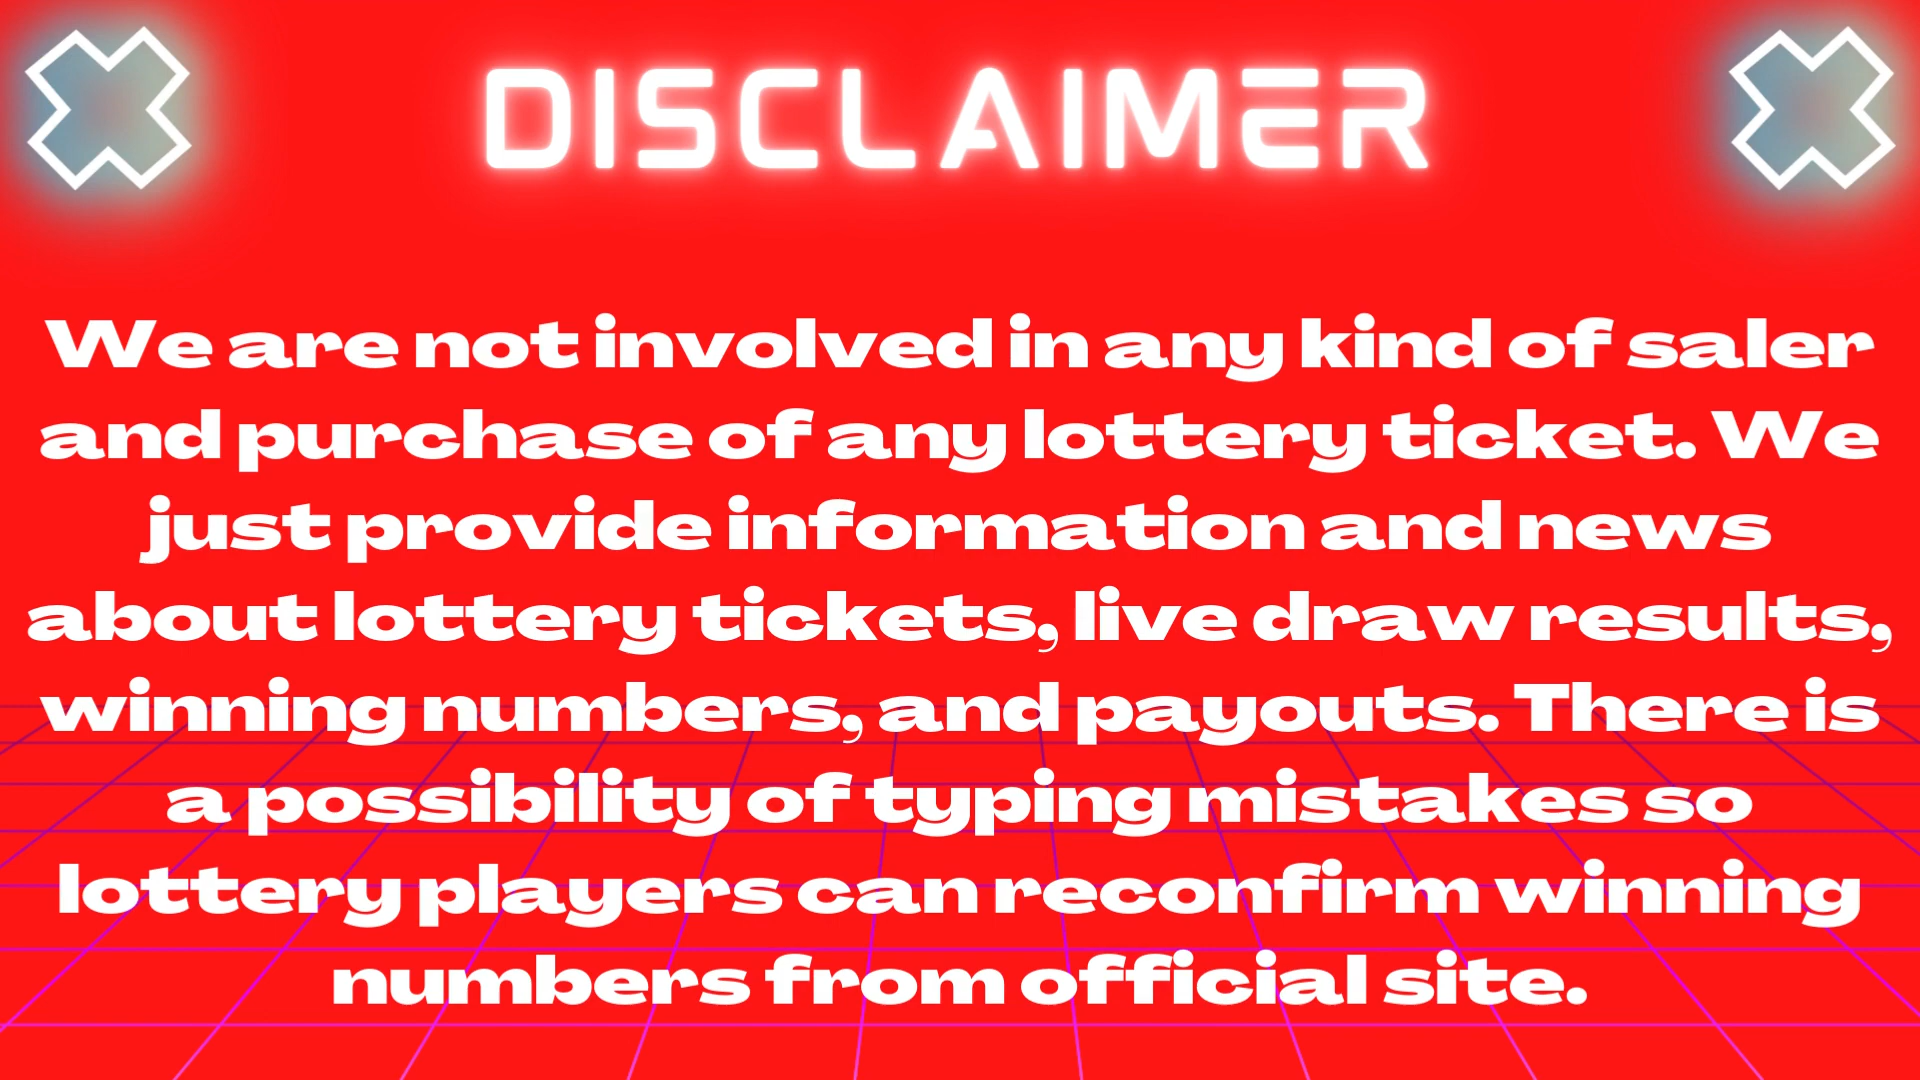 DISCLAIMER
We are not involved in any kind of saler
and purchase of any lottery ticket. We
just provide information and news
about lottery tickets, live draw results,
winning numbers, and payouts. There is
a possibility of typing mistakes so
lottery players can reconfirm winning
numbers from official site.